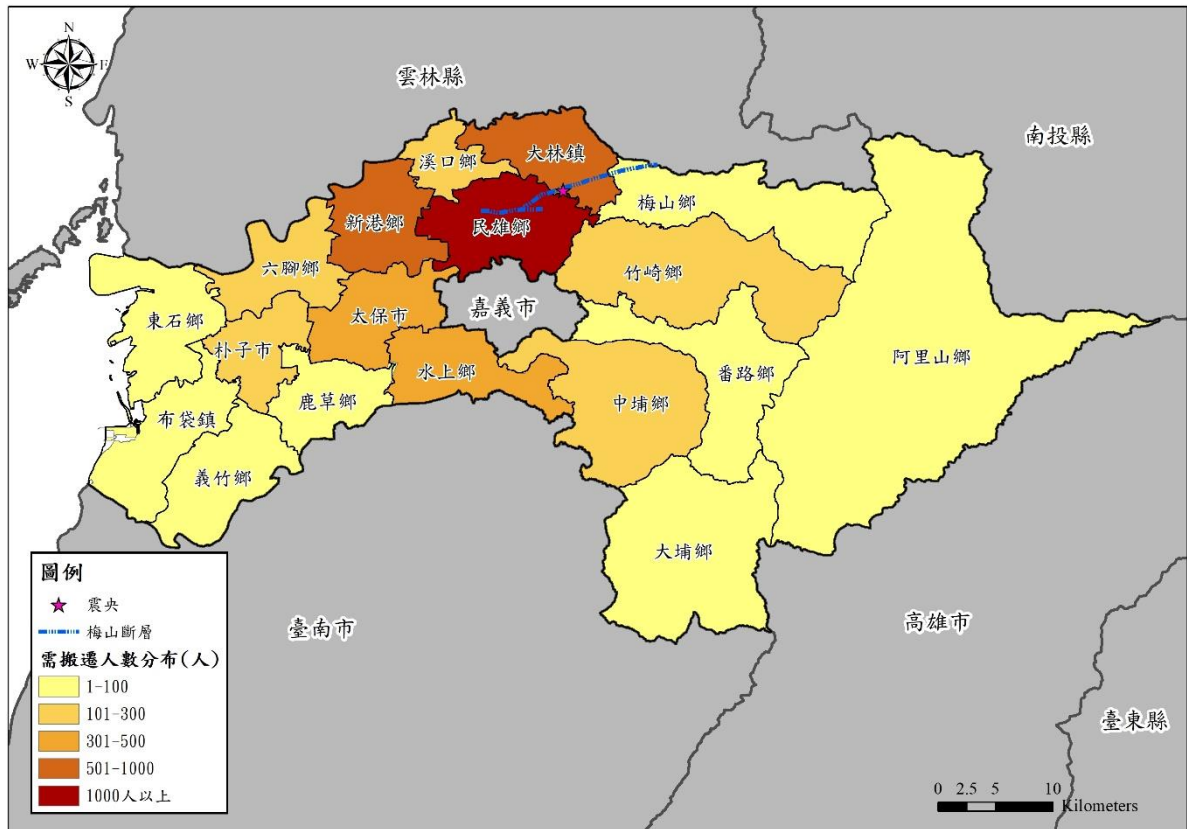 N
W
E
S
雲林縣
南投縣
大林鎮
溪口鄉
梅山鄉
新港鄉
民雄鄉
竹崎鄉
六腳鄉
嘉義市
東石鄉
太保市
朴子市
水上鄉
番路鄉
阿里山鄉
鹿草鄉
中埔鄉
布袋鎮
義竹鄉
大埔鄉
臺南市
高雄市
臺東縣
圖例
震央
梅山斷層
需搬遷人數分布(人)
1-100
101-300
301-500
501-1000
1000人以上
0 2.5 5 10
Kilometers